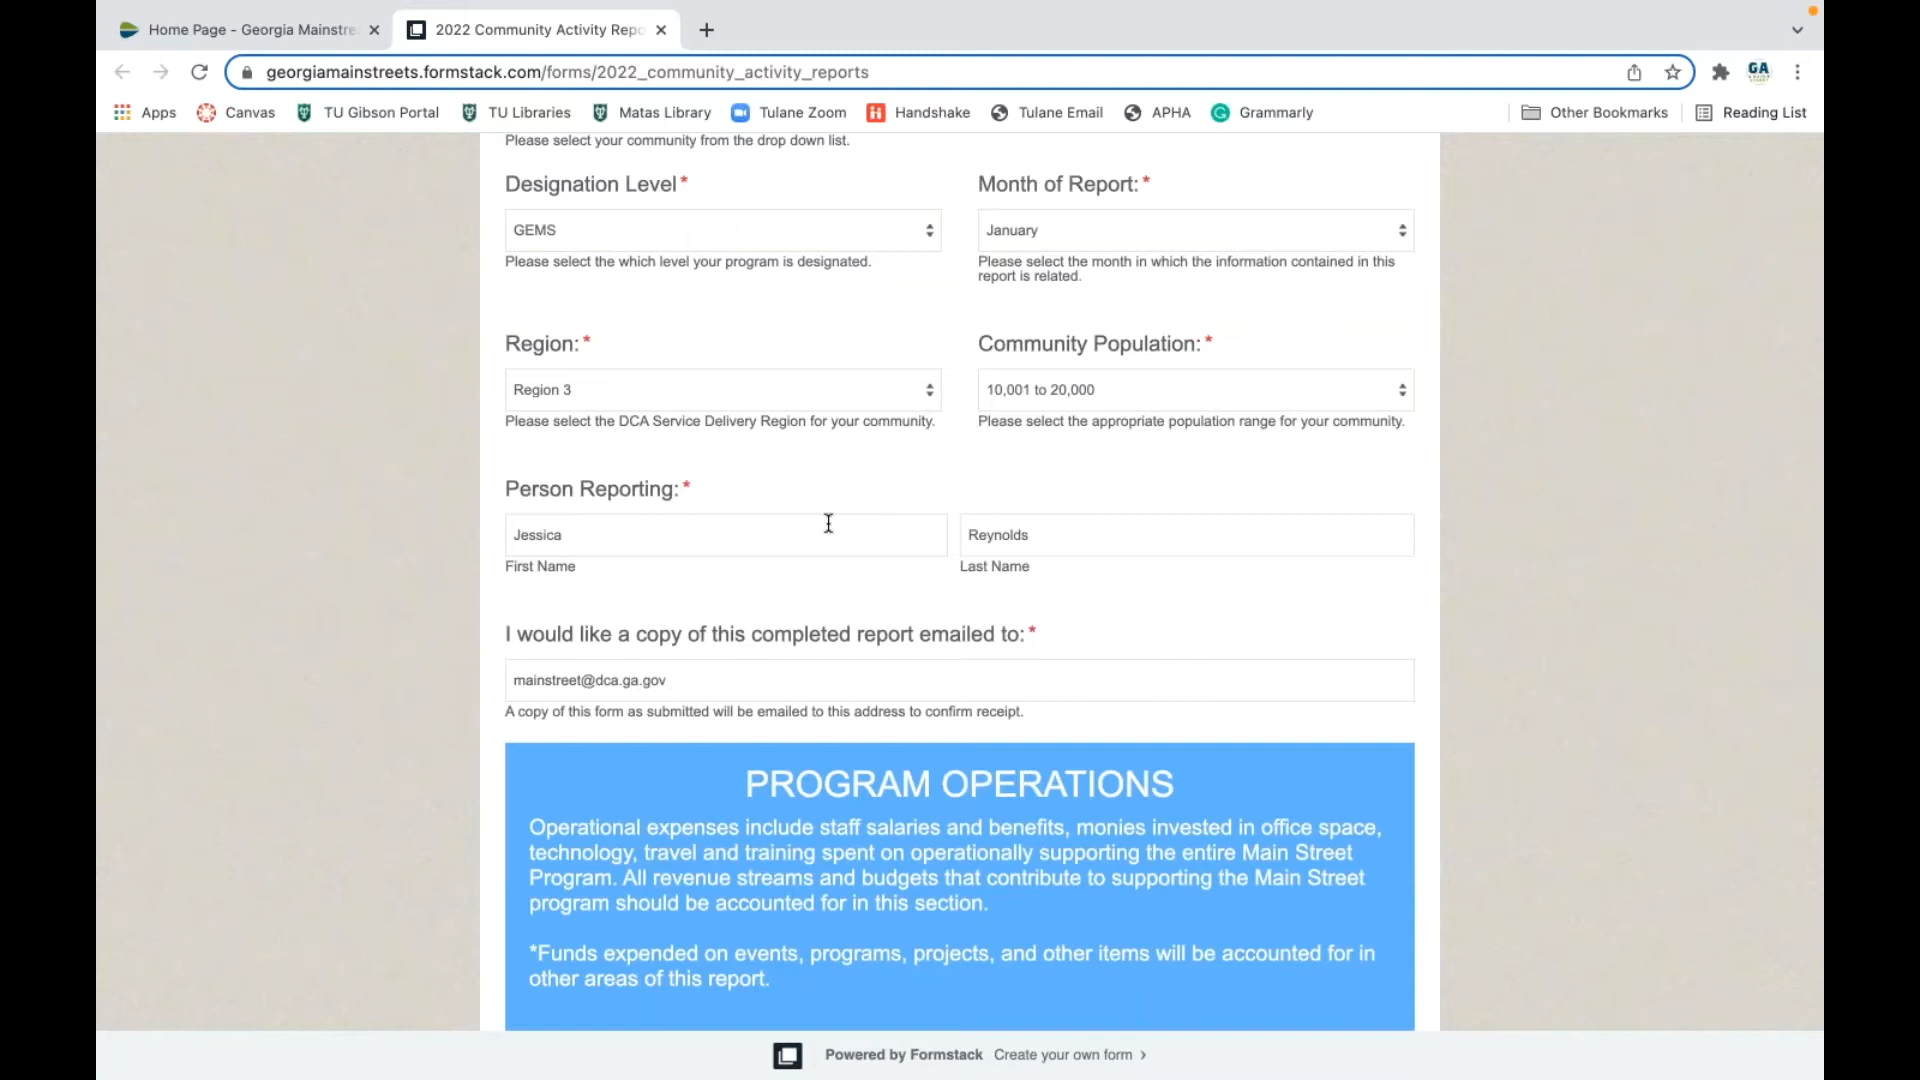 Home Page - Georgia Mainstre
2022 Community Activity Repo
georgiamainstreets.formstack.com/forms/2022_community_activity_reports
GA
Apps
Canvas
TU Gibson Portal
TU Libraries
Matas Library
Tulane Zoom
Handshake
Tulane Email
APHA
Grammarly
Other Bookmarks
Reading List
Please select your community from the drop down list.
Designation Level*
Month of Report:*
GEMS
January
Please select the which level your program is designated.
Please select the month in which the information contained in this
report is related.
Region:*
Community Population:*
Region 3
10,001 to 20,000
Please select the DCA Service Delivery Region for your community.
Please select the appropriate population range for your community.
Person Reporting:*
Jessica
Reynolds
First Name
Last Name
I would like a copy of this completed report emailed to:*
mainstreet@dca.ga.gov
A copy of this form as submitted will be emailed to this address to confirm receipt.
PROGRAM OPERATIONS
Operational expenses include staff salaries and benefits, monies invested in office space,
technology, travel and training spent on operationally supporting the entire Main Street
Program. All revenue streams and budgets that contribute to supporting the Main Street
program should be accounted for in this section.
*Funds expended on events, programs, projects, and other items will be accounted for in
other areas of this report.
Powered by Formstack Create your own form ›